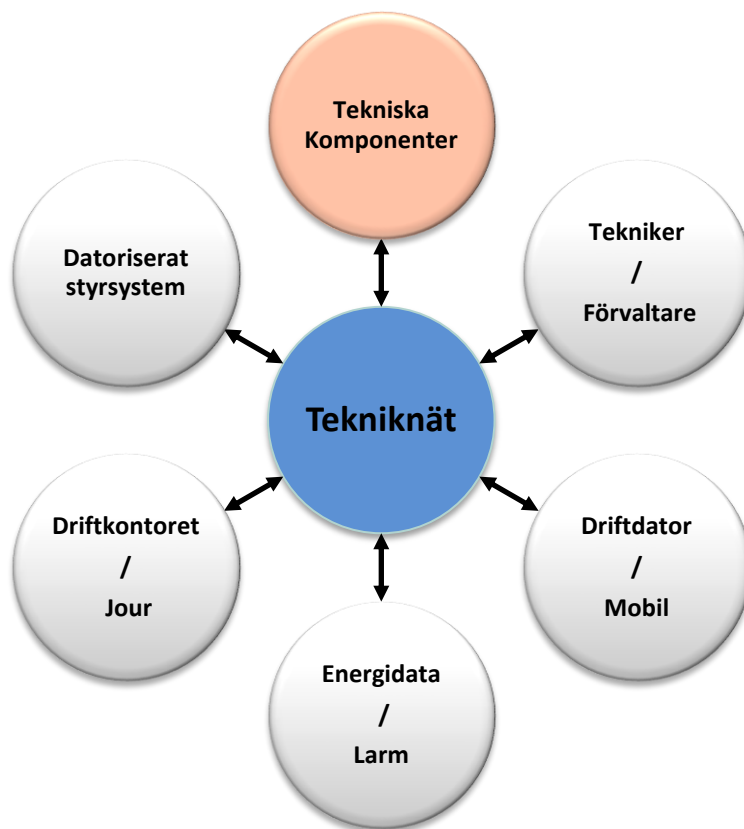 Tekniska
Komponenter
Datoriserat
styrsystem
Tekniker
/
Förvaltare
Tekniknät
Driftkontoret
/
Jour
Driftdator
/
Mobil
Energidata
/
Larm